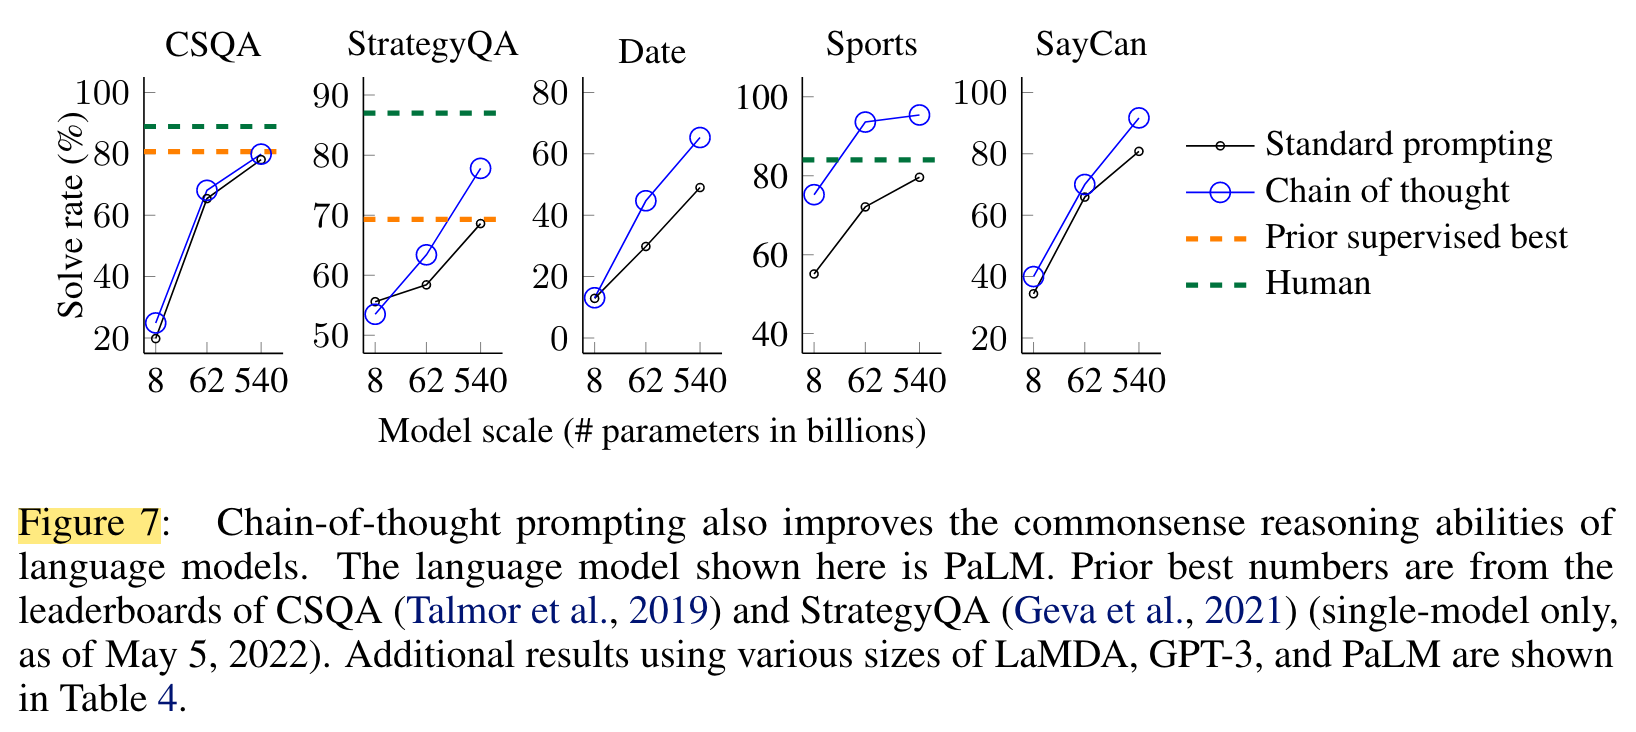 CSQA
StrategyQA
Date
Sports
SayCan
100
80
60
40
20
Solve rate (%)
8 62 540
90
80
70
60
50
8 62 540
80
60
40
20
0
8 62 540
100
80
60
40
8 62 540
100
80
60
40
20
8 62 540
Model scale (# parameters in billions)
Standard prompting
Chain of thought
Prior supervised best
Human
Figure 7: Chain-of-thought prompting also improves the commonsense reasoning abilities of
language models. The language model shown here is PaLM. Prior best numbers are from the
leaderboards of CSQA (Talmor et al., 2019) and StrategyQA (Geva et al., 2021) (single-model only,
as of May 5, 2022). Additional results using various sizes of LaMDA, GPT-3, and PaLM are shown
in Table 4.